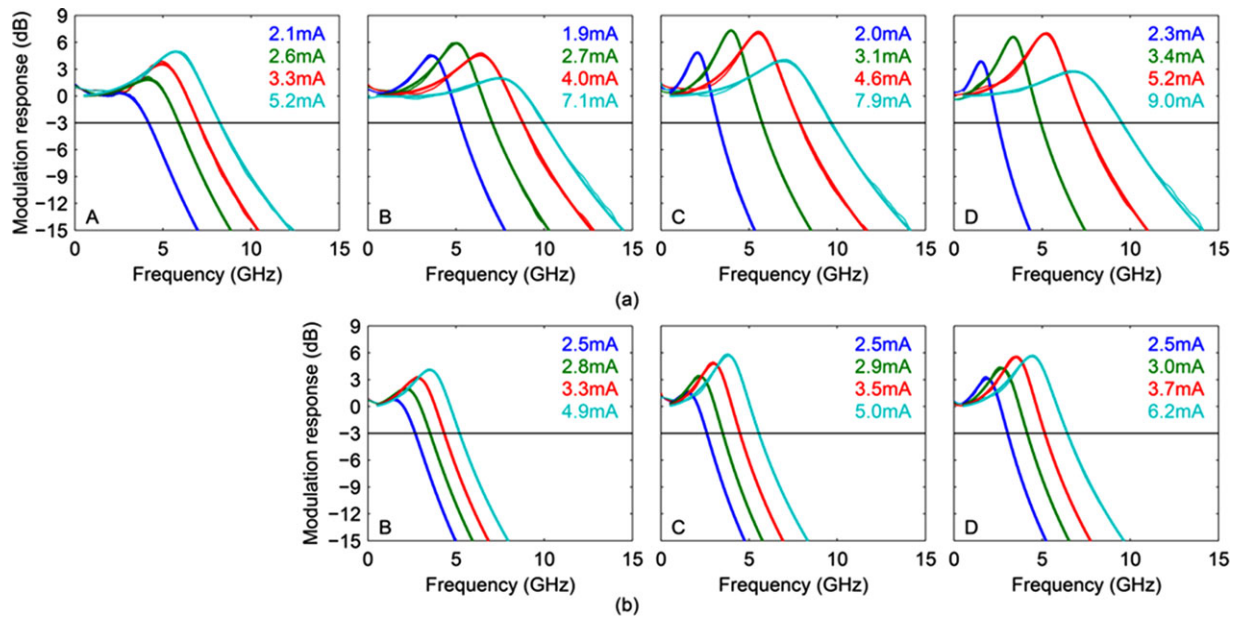 Modulation response (dB)
9
6
3
0
−3
−6
−9
−12
−15
2.1mA
2.6mA
3.3mA
5.2mA
A
0 5 10 15
Frequency (GHz)
1.9mA
2.7mA
4.0mA
7.1mA
B
0 5 10 15
Frequency (GHz)
2.0mA
3.1mA
4.6mA
7.9mA
C
0 5 10 15
Frequency (GHz)
2.3mA
3.4mA
5.2mA
9.0mA
D
0 5 10 15
Frequency (GHz)
(a)
Modulation response (dB)
9
6
3
0
−3
−6
−9
−12
−15
2.5mA
2.8mA
3.3mA
4.9mA
B
0 5 10 15
Frequency (GHz)
2.5mA
2.9mA
3.5mA
5.0mA
C
0 5 10 15
Frequency (GHz)
2.5mA
3.0mA
3.7mA
6.2mA
D
0 5 10 15
Frequency (GHz)
(b)